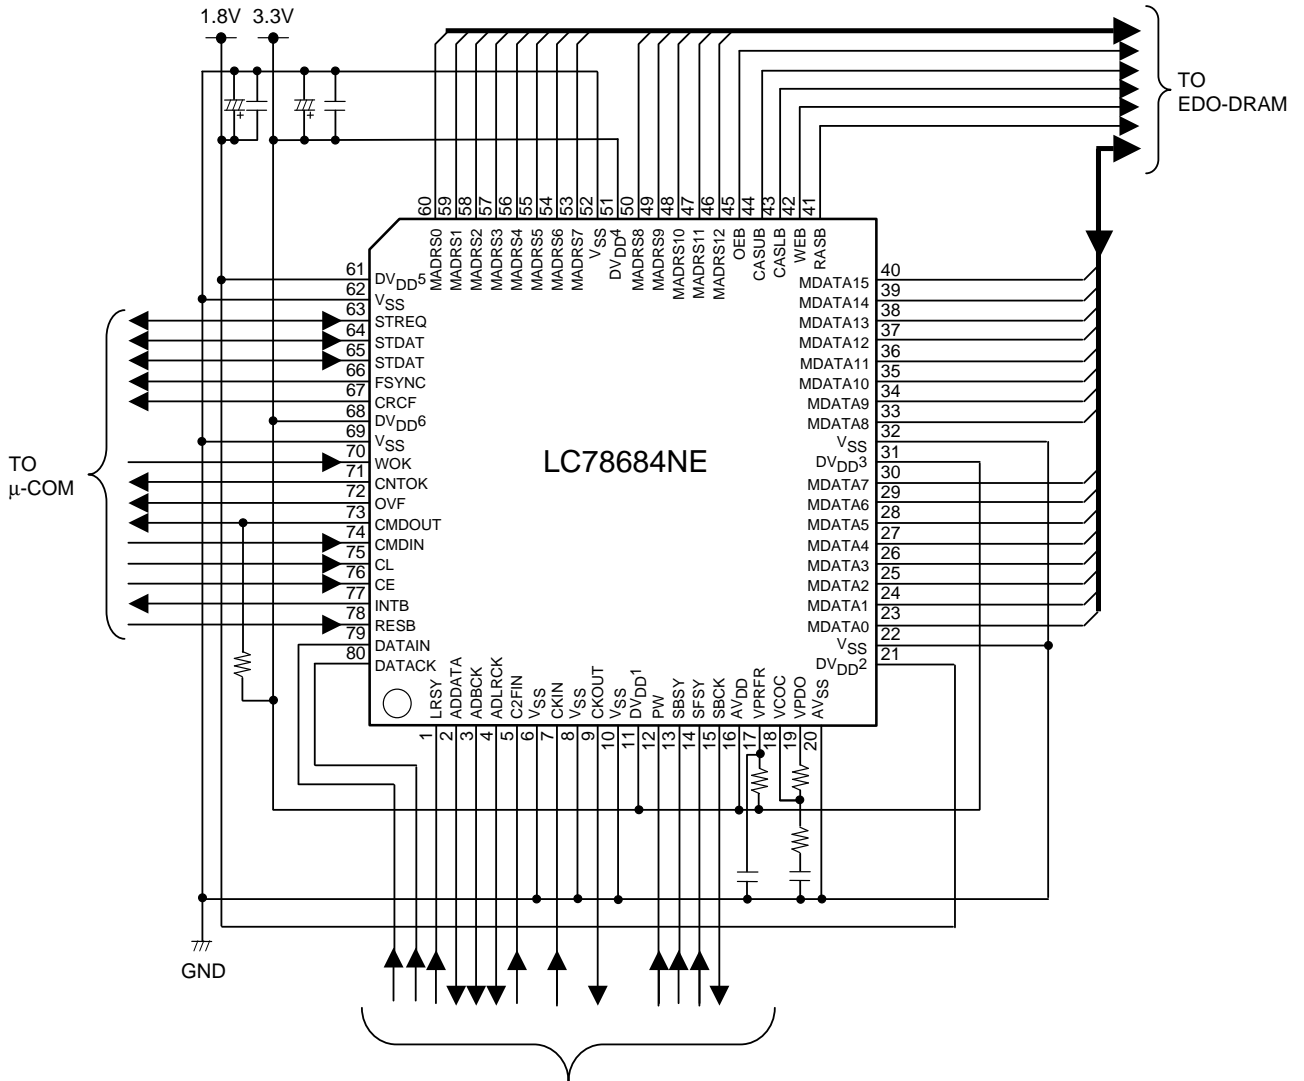 1.8V 3.3V
TO
EDO-DRAM
60 59 58 57 56 55 54 53 52 51 50 49 48 47 46 45 44 43 42 41
MADRS0 MADRS1 MADRS2 MADRS3 MADRS4 MADRS5 MADRS6 MADRS7 VSS DVDD4 MADRS8 MADRS9 MADRS10 MADRS11 MADRS12 OEB CASUB CASLB WEB RASB
61 DVDD5
62 VSS
63 STREQ
64 STDAT
65 STDAT
66 FSYNC
67 CRCF
68 DVDD6
69 VSS
70 WOK
71 CNTOK
72 OVF
73 CMDOUT
74 CMDIN
75 CL
76 CE
77 INTB
78 RESB
79 DATAIN
80 DATACK
TO
μ-COM
LC78684NE
MDATA15 40
MDATA14 39
MDATA13 38
MDATA12 37
MDATA11 36
MDATA10 35
MDATA9 34
MDATA8 33
VSS 32
DVDD3 31
MDATA7 30
MDATA6 29
MDATA5 28
MDATA4 27
MDATA3 26
MDATA2 25
MDATA1 24
MDATA0 23
VSS 22
DVDD2 21
LRSY ADDATA ADBCK ADLRCK C2FIN VSS CKIN VSS CKOUT VSS DVDD1 PW SBSY SFSY SBCK AVDD VPRFR VCOC VPDO AVSS
1 2 3 4 5 6 7 8 9 10 11 12 13 14 15 16 17 18 19 20
GND